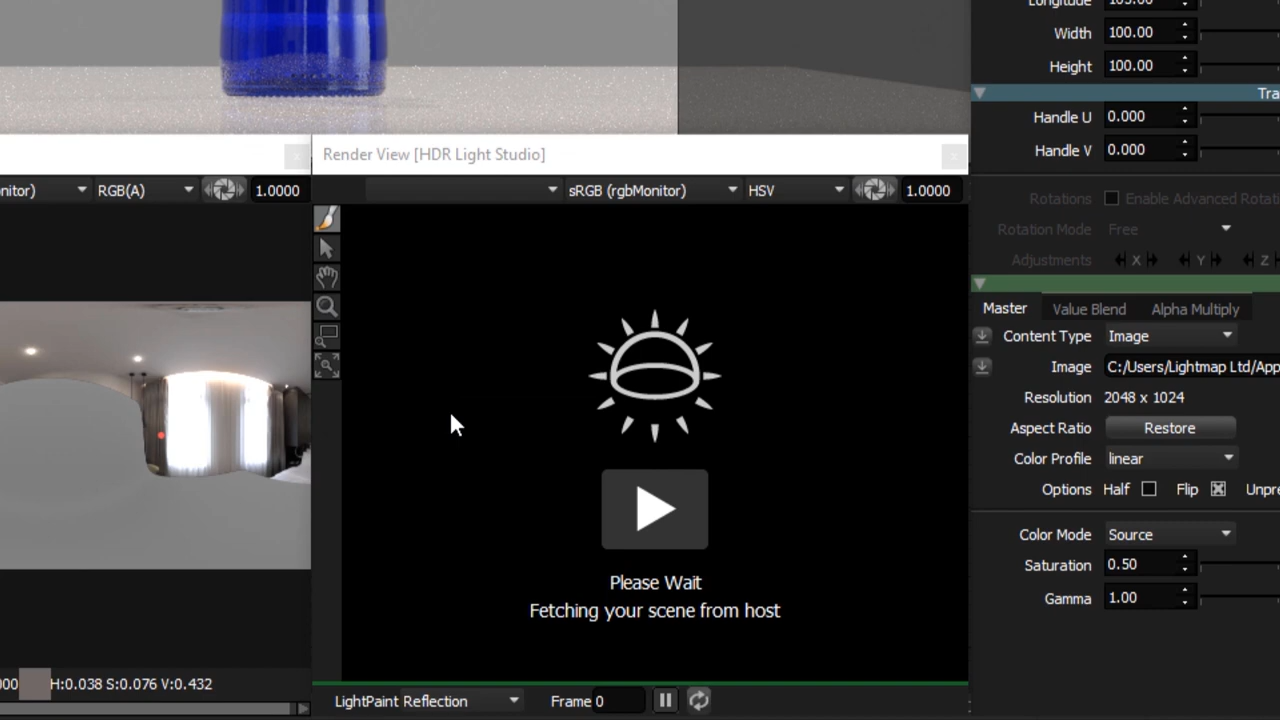 Longitude 105.00
Width 100.00
Height 100.00
Tra
Handle U 0.000
Handle V 0.000
Rotations Enable Advanced Rotati
Rotation Mode Free
Adjustments X Y Z
Render View [HDR Light Studio]
nitor) RGB(A) 1.0000
sRGB (rgbMonitor) HSV 1.0000
Please Wait
Fetching your scene from host
Master Value Blend Alpha Multiply
Content Type Image
Image C:/Users/Lightmap Ltd/App
Resolution 2048 x 1024
Aspect Ratio Restore
Color Profile linear
Options Half Flip Unpre
Color Mode Source
Saturation 0.50
Gamma 1.00
000 H:0.038 S:0.076 V:0.432
LightPaint Reflection Frame 0